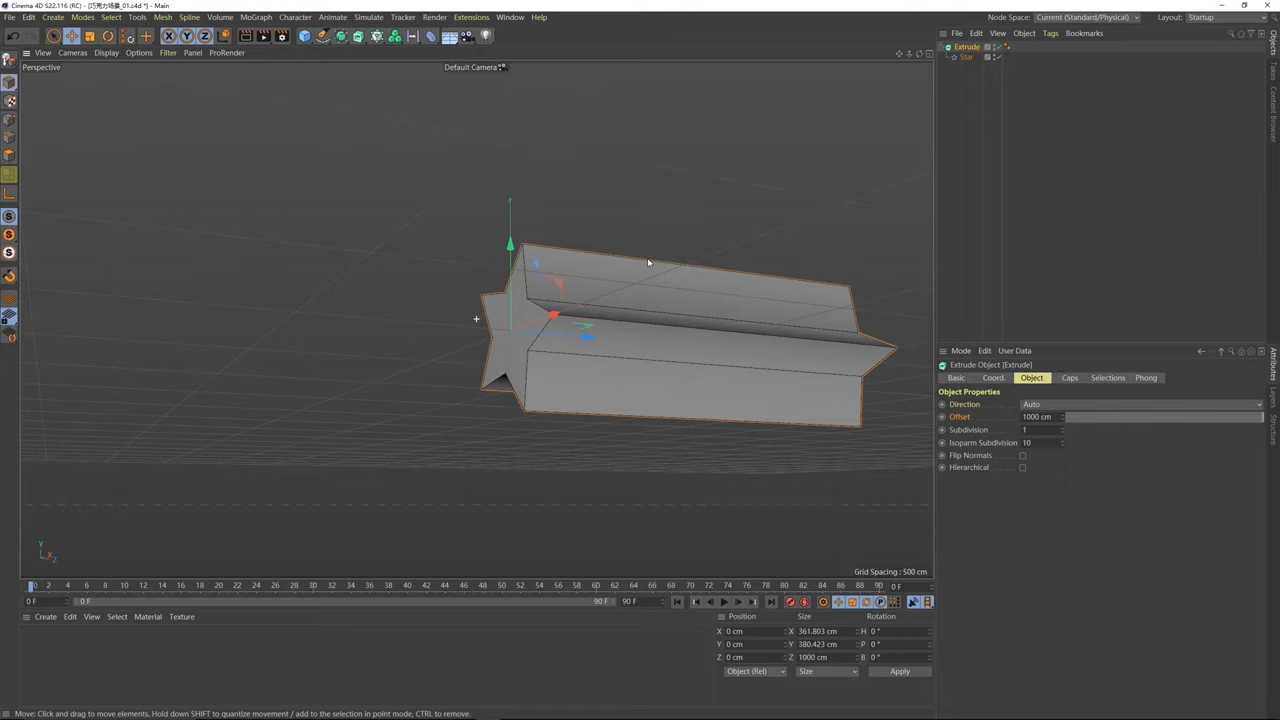 Cinema 4D S22.116 (RC) - [巧克力场景_01.c4d *] - Main
File Edit Create Modes Select Tools Mesh Spline Volume MoGraph Character Animate Simulate Tracker Render Extensions Window Help
Node Space: Current (Standard/Physical) Layout: Startup
View Cameras Display Options Filter Panel ProRender
File Edit View Object Tags Bookmarks
Perspective
Default Camera
Extrude
Star
Objects
Takes
Content Browser
Mode Edit User Data
Extrude Object [Extrude]
Basic Coord. Object Caps Selections Phong
Object Properties
Direction Auto
Offset 1000 cm
Subdivision 1
Isoparm Subdivision 10
Flip Normals
Hierarchical
Attributes
Layers
Structure
Y
X
Z
Grid Spacing : 500 cm
0 2 4 6 8 10 12 14 16 18 20 22 24 26 28 30 32 34 36 38 40 42 44 46 48 50 52 54 56 58 60 62 64 66 68 70 72 74 76 78 80 82 84 86 88 90 0 F
0 F 0 F 90 F 90 F
Create Edit View Select Material Texture
Position Size Rotation
X 0 cm X 361.803 cm H 0 °
Y 0 cm Y 380.423 cm P 0 °
Z 0 cm Z 1000 cm B 0 °
Object (Rel) Size Apply
Move: Click and drag to move elements. Hold down SHIFT to quantize movement / add to the selection in point mode, CTRL to remove.